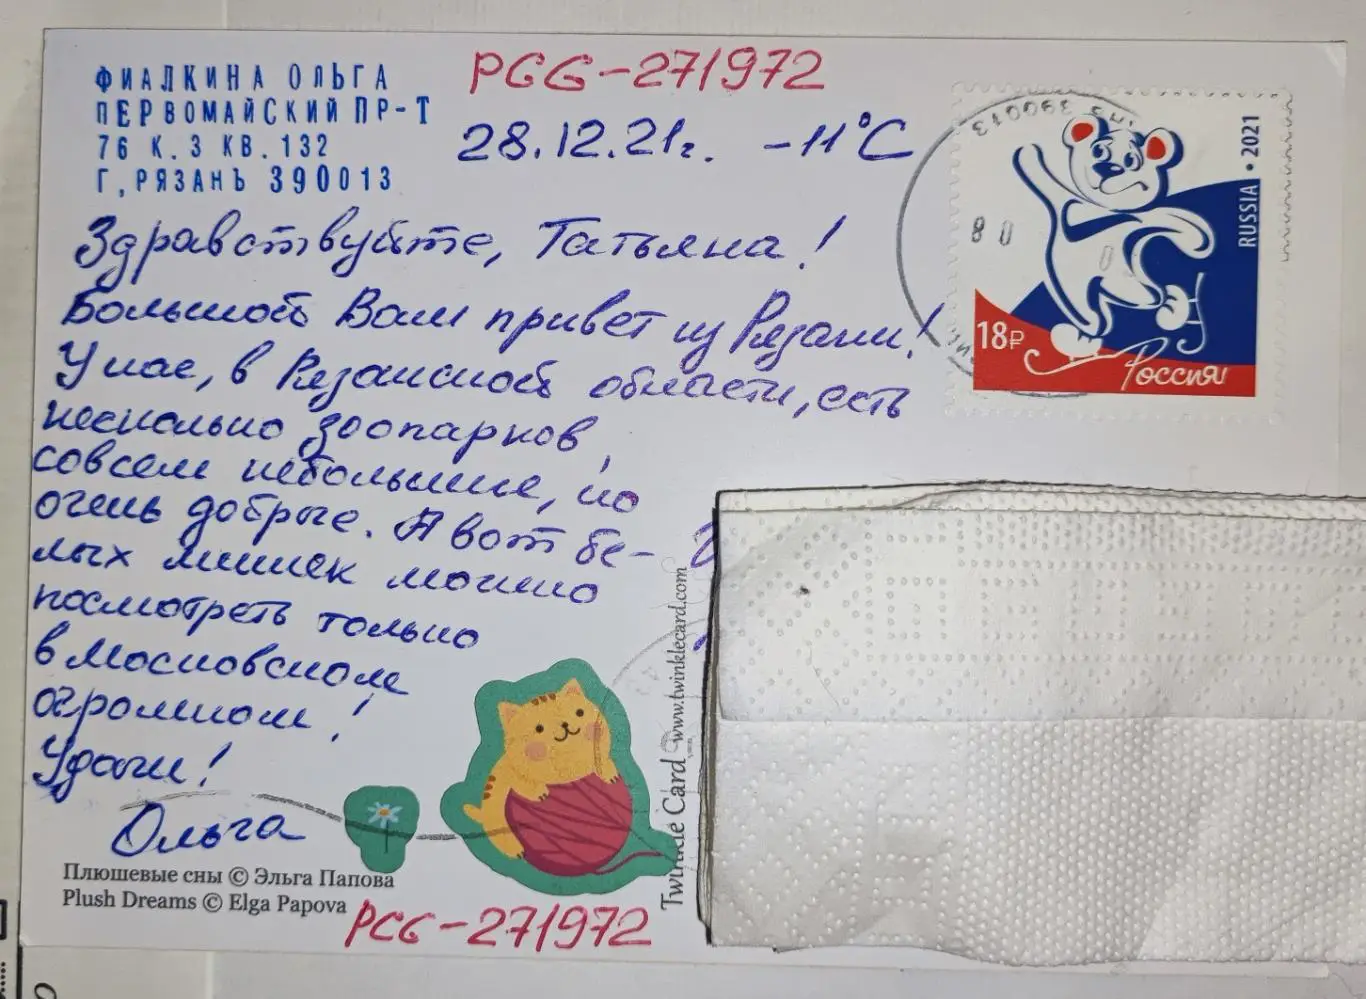 ФИАЛКИНА ОЛЬГА
ПЕРВОМАЙСКИЙ ПР-Т
76 К.3 КВ.132
Г,РЯЗАНЬ 390013
PCG-271972
28.12.21г. -11°C
Здравствуйте, Татьяна!
Большой Вам привет из Рязани!
У нас, в Рязанской области, есть
несколько зоопарков,
совсем небольшие, но
очень добрые. А вот бе-
лых мишек можно
посмотреть только
в Московском
огромном!
Удачи!
Ольга
Плюшевые сны © Эльга Папова
Plush Dreams © Elga Papova
PCG-271972
Twinkle Card www.twinklecard.com
RUSSIA • 2021
18₽
Россия
390013